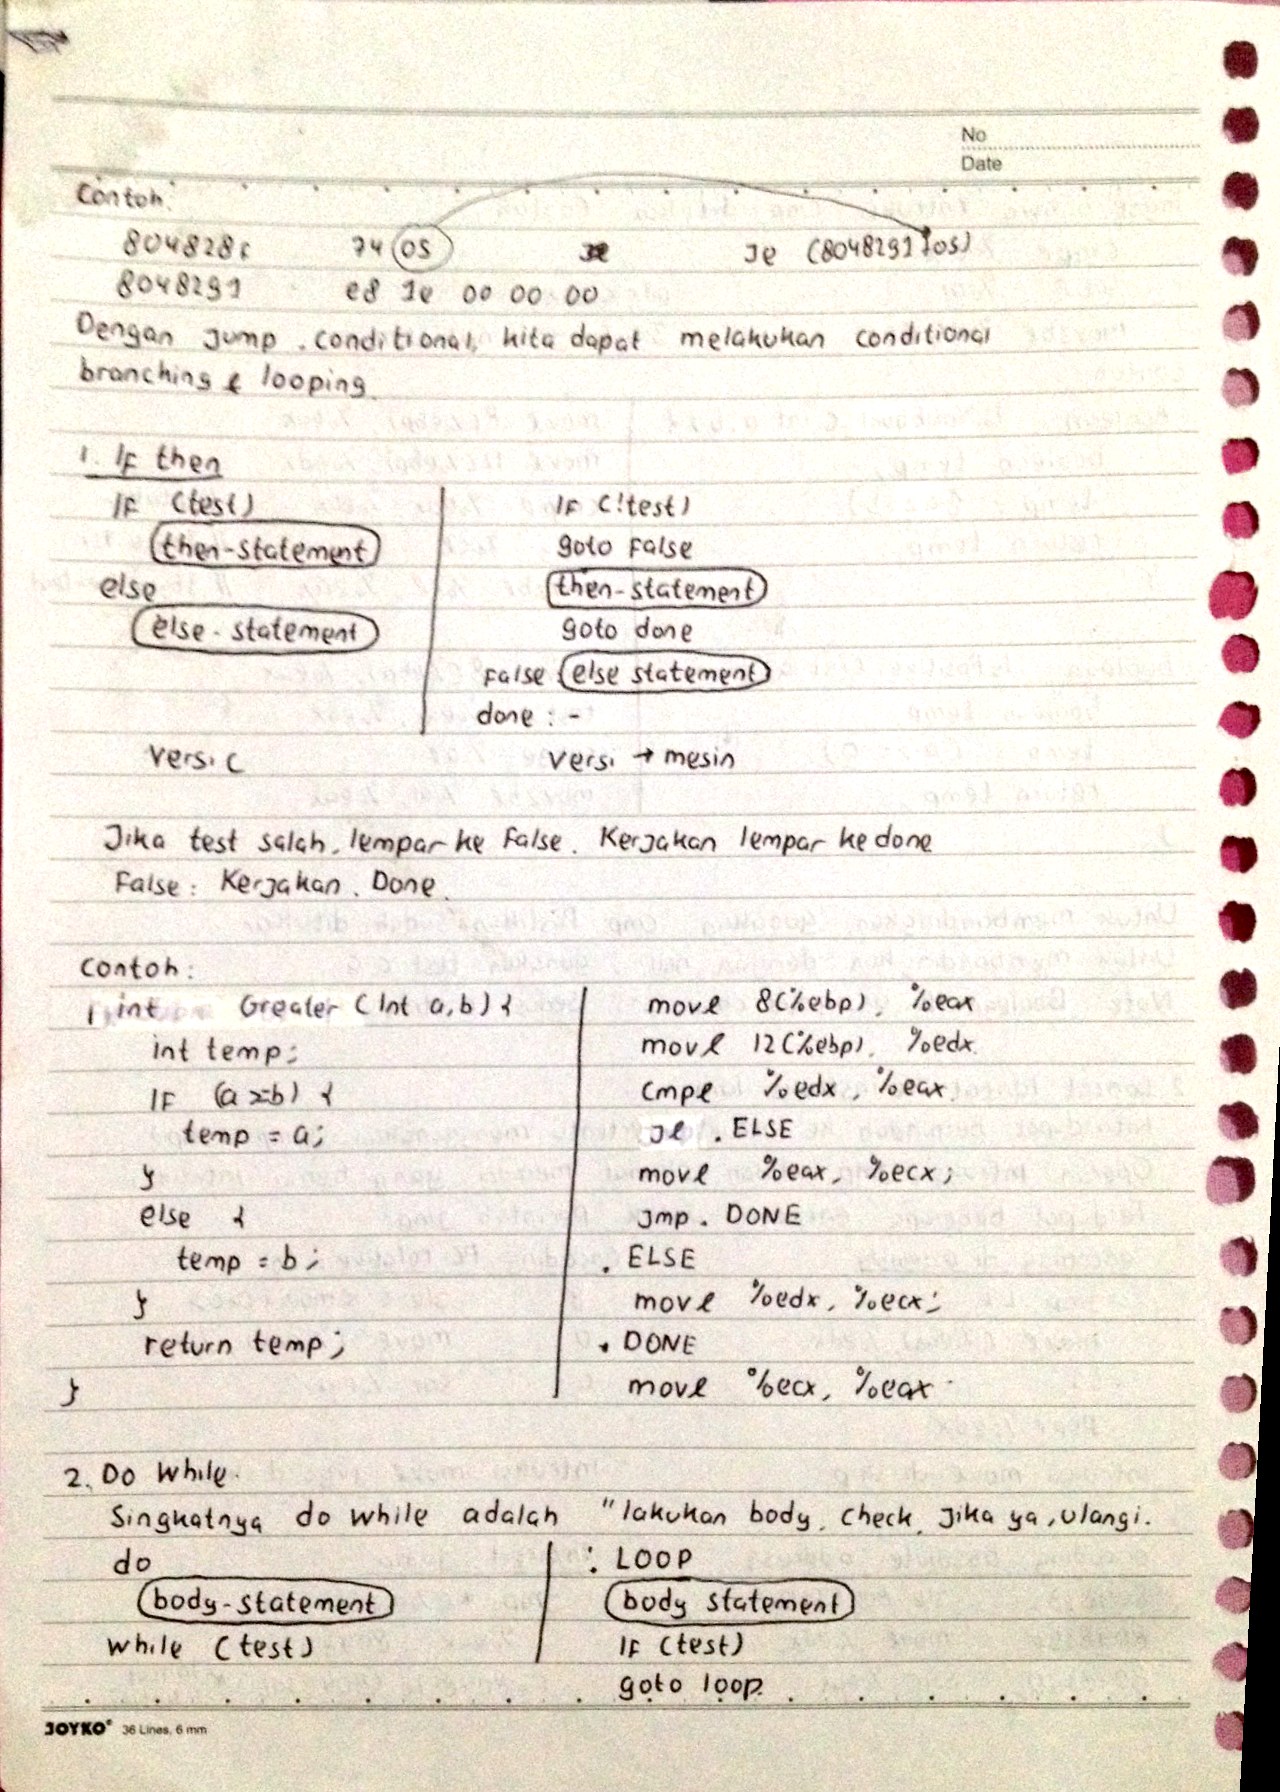 No
Date
Contoh:
804828f 74 05 Je (8048291 + 05)
8048291 e8 1e 00 00 00
Dengan Jump conditional, kita dapat melakukan conditional
branching & looping.
1. If then
IF (test) IF (!test)
then-statement goto False
else then-statement
else-statement goto done
False: else statement
done : -
Versi C Versi → mesin
Jika test salah, lempar ke False. Kerjakan lempar ke done
False: Kerjakan. Done.
Contoh:
int Greater (Int a,b) { movl 8(%ebp), %eax
int temp; movl 12(%ebp), %edx
IF (a >= b) { Cmpl %edx, %eax
temp = a; Jl .ELSE
} movl %eax, %ecx;
else { Jmp .DONE
temp = b; .ELSE
} movl %edx, %ecx;
return temp; .DONE
} movl %ecx, %eax
2. Do While.
Singkatnya do while adalah "lakukan body, check, jika ya, ulangi.
do : LOOP
body-statement body statement
while (test) IF (test)
goto loop.
JOYKO® 36 Lines, 6 mm